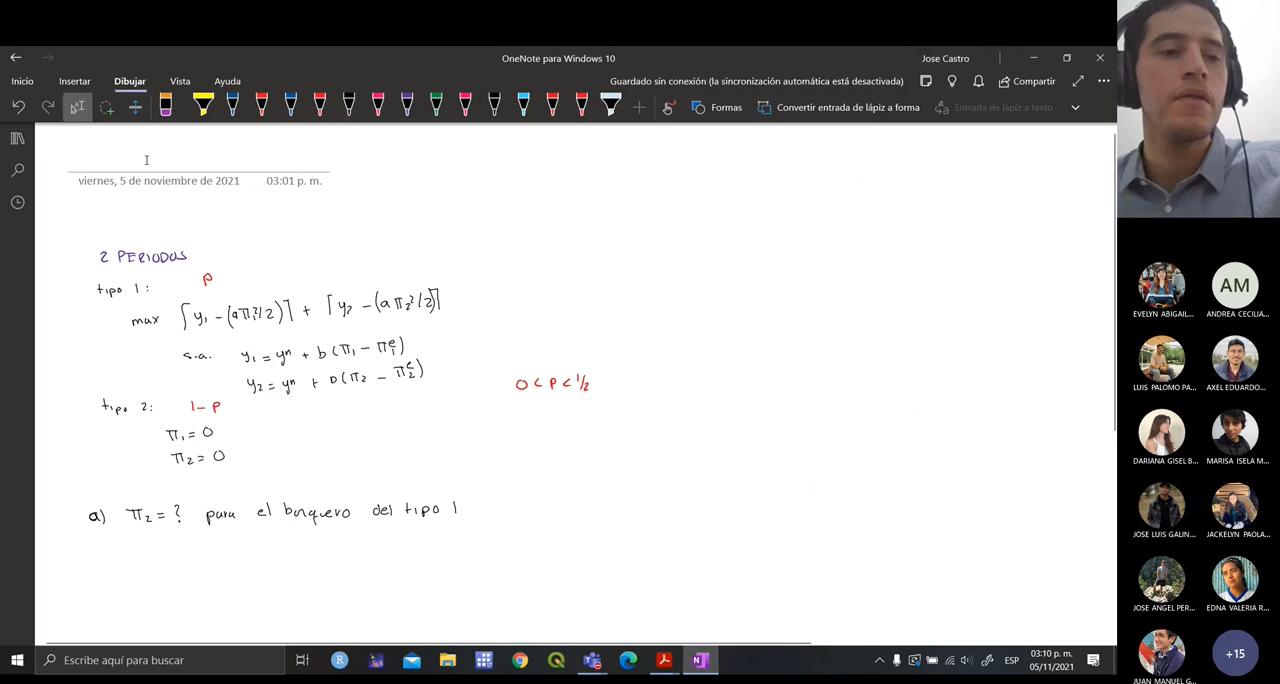 OneNote para Windows 10
Jose Castro
Inicio
Insertar
Dibujar
Vista
Ayuda
Guardado sin conexión (la sincronización automática está desactivada)
Compartir
Formas
Convertir entrada de lápiz a forma
Entrada de lápiz a texto
viernes, 5 de noviembre de 2021 03:01 p. m.
2 PERIODOS
tipo 1: P
max [y₁ - (aπ₁²/2)] + [y₂ - (aπ₂²/2)]
s.a. y₁ = yⁿ + b(π₁ - π₁ᵉ)
y₂ = yⁿ + b(π₂ - π₂ᵉ)
0 < P < 1/2
tipo 2: 1 - P
π₁ = 0
π₂ = 0
a) π₂ = ? para el banquero del tipo 1
EVELYN ABIGAIL...
AM
ANDREA CECILIA...
LUIS PALOMO PA...
AXEL EDUARDO...
DARIANA GISEL B...
MARISA ISELA M...
JOSE LUIS GALIN...
JACKELYN PAOLA...
JOSE ANGEL PER...
EDNA VALERIA R...
JUAN MANUEL G...
+15
Escribe aquí para buscar
ESP
03:10 p. m.
05/11/2021